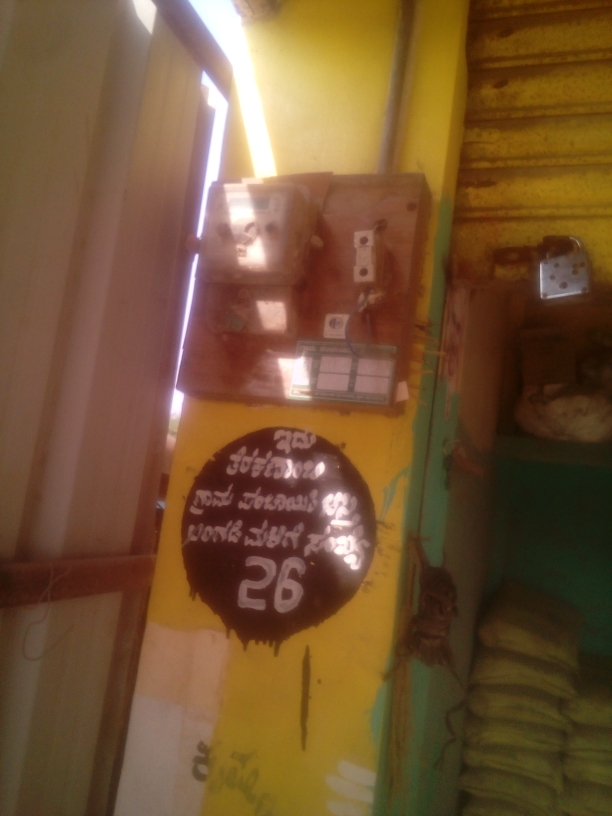 ಇದು
ತೆರಕಣಾಂಬಿ
ಗ್ರಾಮ ಪಂಚಾಯಿತಿ
ಅಂಗಡಿ ಮಳಿಗೆ ಸಂಖ್ಯೆ
26